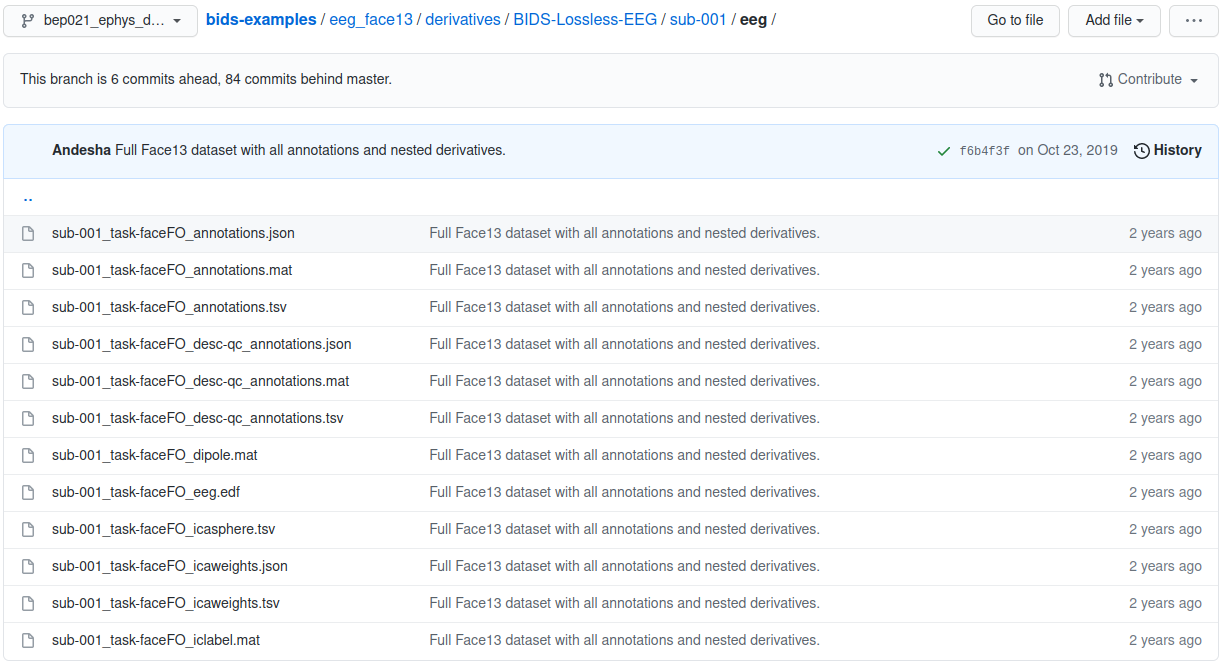 bep021_ephys_d... bids-examples / eeg_face13 / derivatives / BIDS-Lossless-EEG / sub-001 / eeg / Go to file Add file ...
This branch is 6 commits ahead, 84 commits behind master. Contribute
Andesha Full Face13 dataset with all annotations and nested derivatives. f6b4f3f on Oct 23, 2019 History
..
sub-001_task-faceFO_annotations.json Full Face13 dataset with all annotations and nested derivatives. 2 years ago
sub-001_task-faceFO_annotations.mat Full Face13 dataset with all annotations and nested derivatives. 2 years ago
sub-001_task-faceFO_annotations.tsv Full Face13 dataset with all annotations and nested derivatives. 2 years ago
sub-001_task-faceFO_desc-qc_annotations.json Full Face13 dataset with all annotations and nested derivatives. 2 years ago
sub-001_task-faceFO_desc-qc_annotations.mat Full Face13 dataset with all annotations and nested derivatives. 2 years ago
sub-001_task-faceFO_desc-qc_annotations.tsv Full Face13 dataset with all annotations and nested derivatives. 2 years ago
sub-001_task-faceFO_dipole.mat Full Face13 dataset with all annotations and nested derivatives. 2 years ago
sub-001_task-faceFO_eeg.edf Full Face13 dataset with all annotations and nested derivatives. 2 years ago
sub-001_task-faceFO_icasphere.tsv Full Face13 dataset with all annotations and nested derivatives. 2 years ago
sub-001_task-faceFO_icaweights.json Full Face13 dataset with all annotations and nested derivatives. 2 years ago
sub-001_task-faceFO_icaweights.tsv Full Face13 dataset with all annotations and nested derivatives. 2 years ago
sub-001_task-faceFO_iclabel.mat Full Face13 dataset with all annotations and nested derivatives. 2 years ago